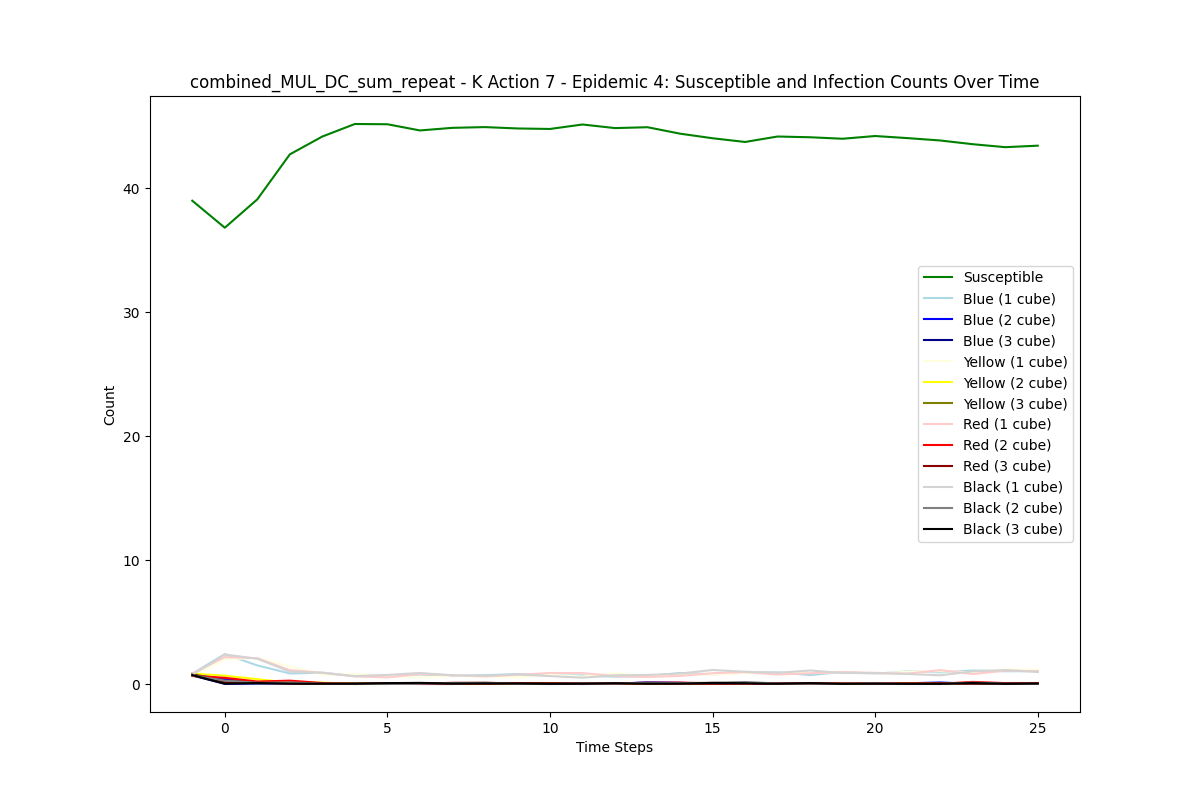 combined_MUL_DC_sum_repeat - K Action 7 - Epidemic 4: Susceptible and Infection Counts Over Time
Count
40
30
20
10
0
Susceptible
Blue (1 cube)
Blue (2 cube)
Blue (3 cube)
Yellow (1 cube)
Yellow (2 cube)
Yellow (3 cube)
Red (1 cube)
Red (2 cube)
Red (3 cube)
Black (1 cube)
Black (2 cube)
Black (3 cube)
0 5 10 15 20 25
Time Steps